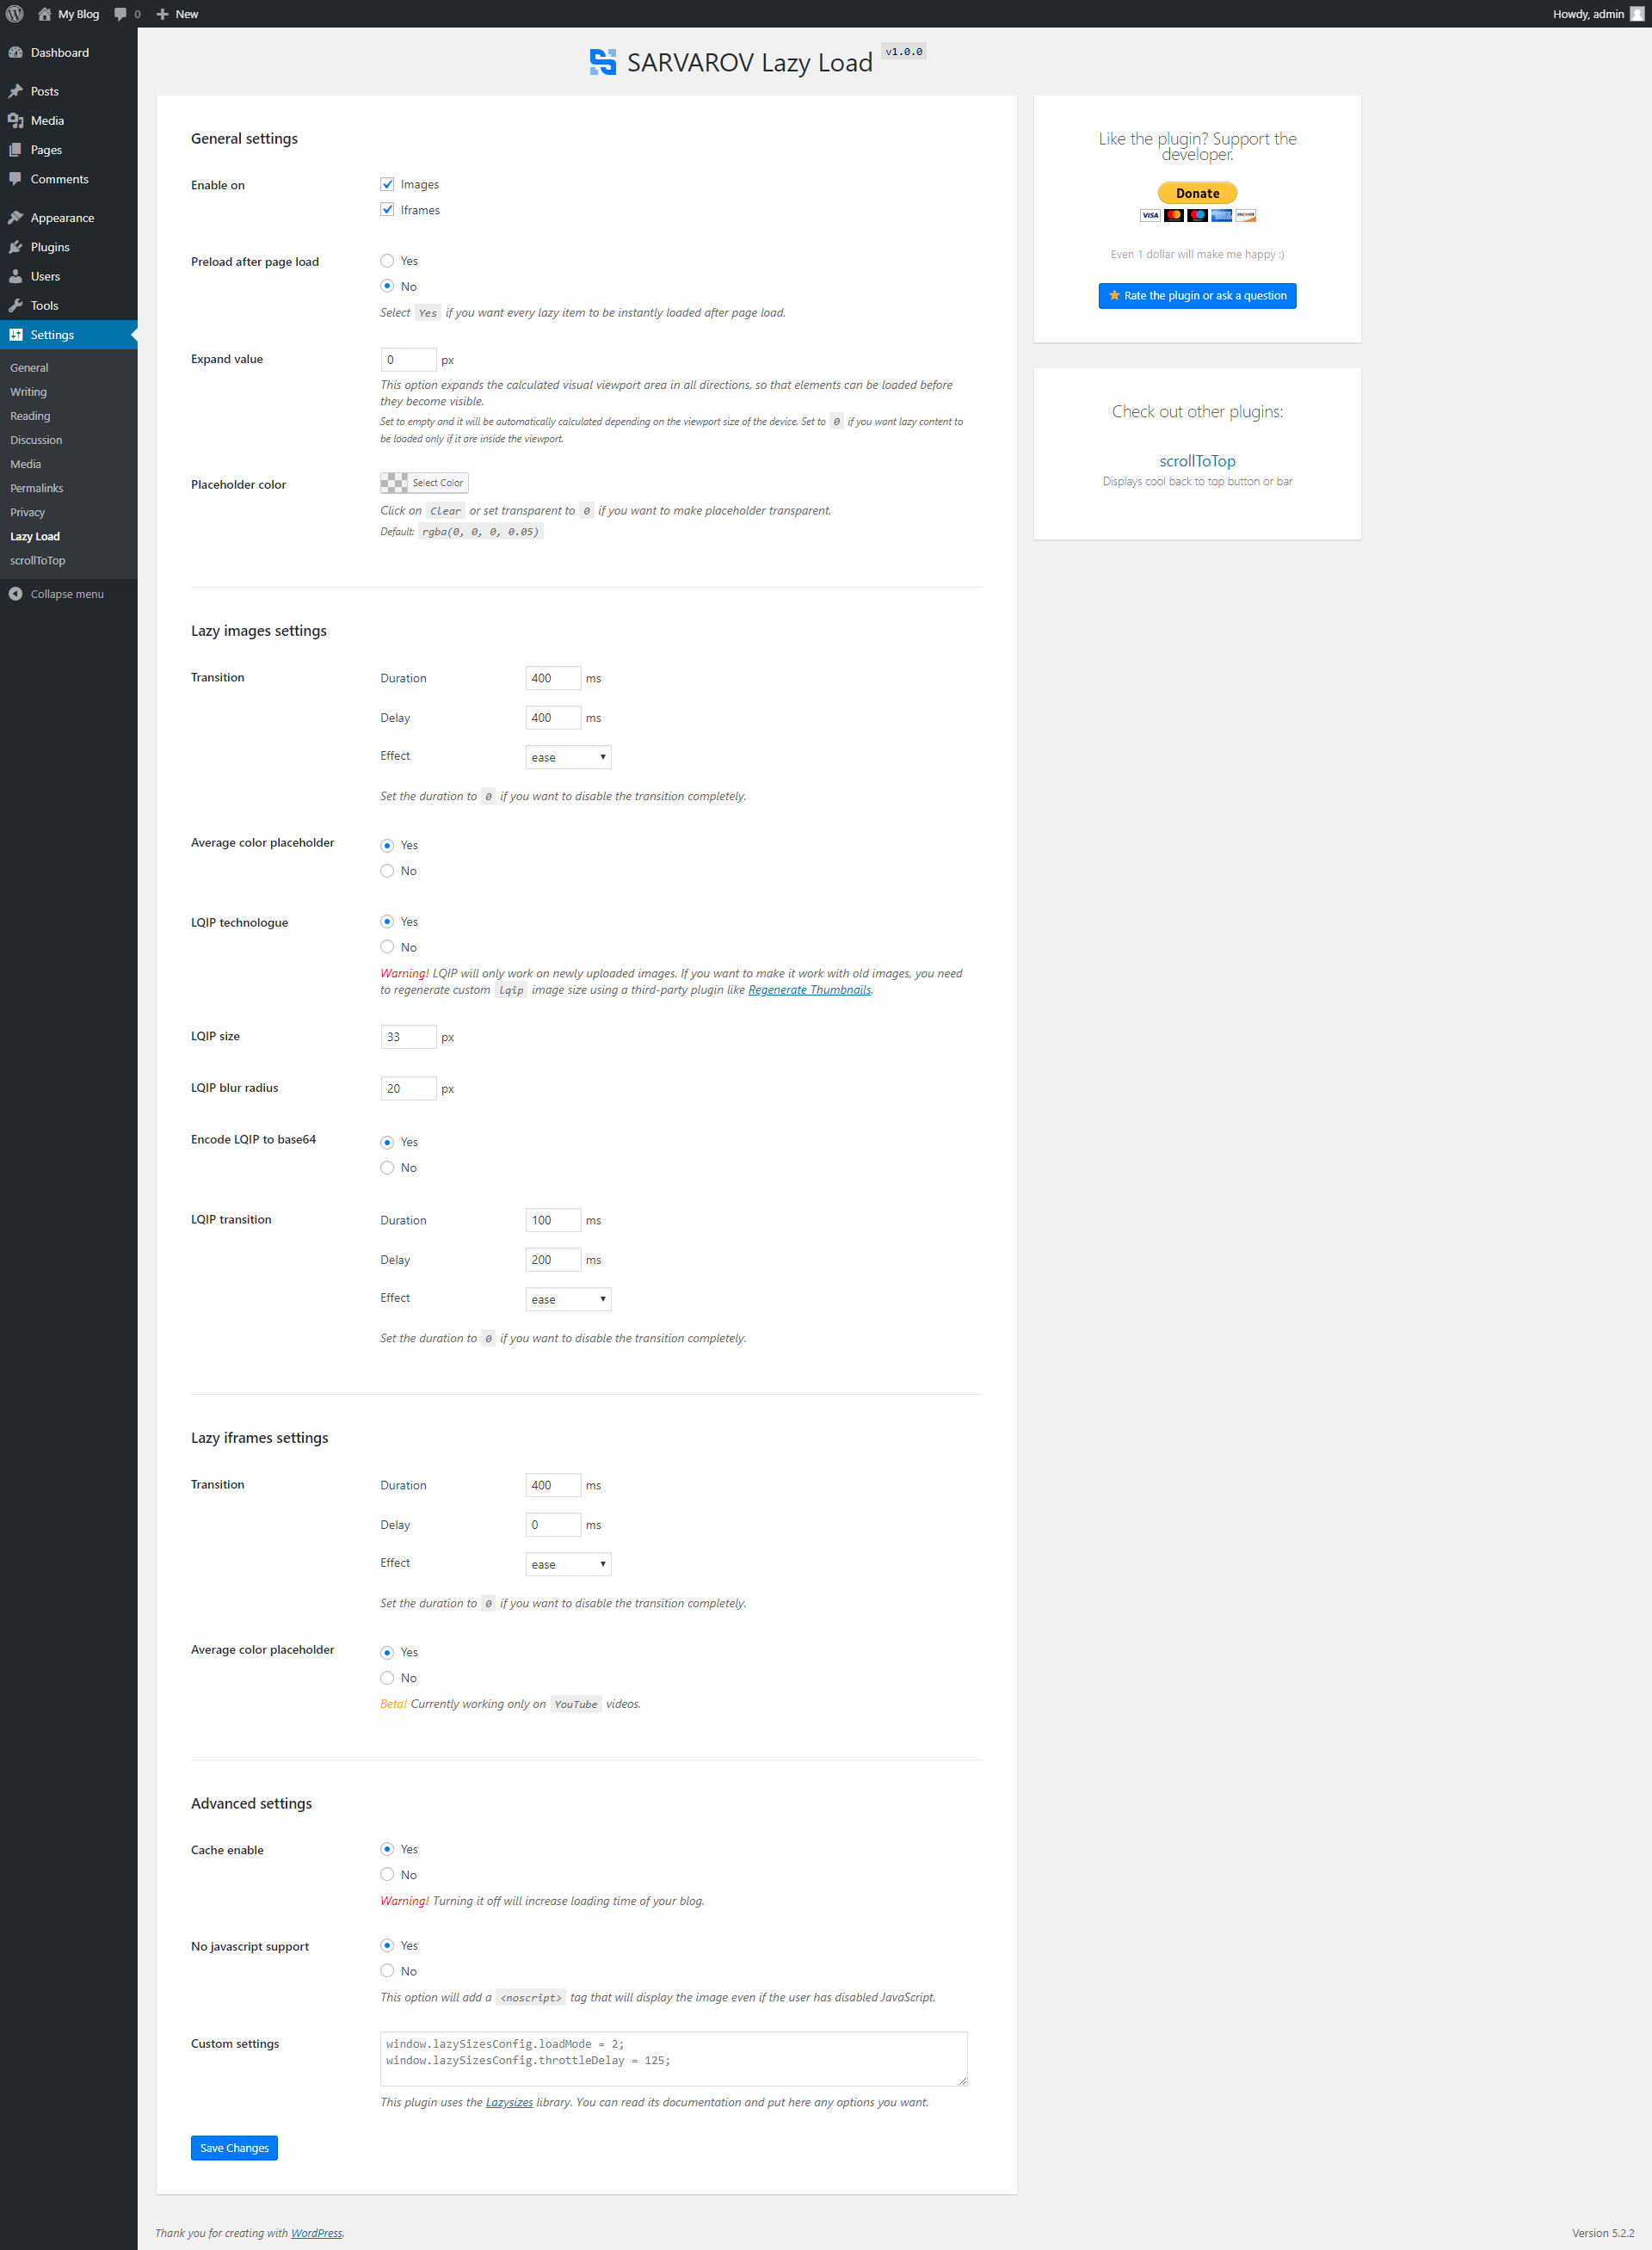 My Blog
0
New
Howdy, admin
Dashboard
Posts
Media
Pages
Comments
Appearance
Plugins
Users
Tools
Settings
General
Writing
Reading
Discussion
Media
Permalinks
Privacy
Lazy Load
scrollToTop
Collapse menu
SARVAROV Lazy Load v1.0.0
General settings
Enable on
Images
Iframes
Preload after page load
Yes
No
Select Yes if you want every lazy item to be instantly loaded after page load.
Expand value
0 px
This option expands the calculated visual viewport area in all directions, so that elements can be loaded before
they become visible.
Set to empty and it will be automatically calculated depending on the viewport size of the device. Set to 0 if you want lazy content to
be loaded only if it are inside the viewport.
Placeholder color
Select Color
Click on Clear or set transparent to 0 if you want to make placeholder transparent.
Default: rgba(0, 0, 0, 0.05)
Lazy images settings
Transition
Duration 400 ms
Delay 400 ms
Effect ease
Set the duration to 0 if you want to disable the transition completely.
Average color placeholder
Yes
No
LQIP technologue
Yes
No
Warning! LQIP will only work on newly uploaded images. If you want to make it work with old images, you need
to regenerate custom lqip image size using a third-party plugin like Regenerate Thumbnails.
LQIP size
33 px
LQIP blur radius
20 px
Encode LQIP to base64
Yes
No
LQIP transition
Duration 100 ms
Delay 200 ms
Effect ease
Set the duration to 0 if you want to disable the transition completely.
Lazy iframes settings
Transition
Duration 400 ms
Delay 0 ms
Effect ease
Set the duration to 0 if you want to disable the transition completely.
Average color placeholder
Yes
No
Beta! Currently working only on YouTube videos.
Advanced settings
Cache enable
Yes
No
Warning! Turning it off will increase loading time of your blog.
No javascript support
Yes
No
This option will add a <noscript> tag that will display the image even if the user has disabled JavaScript.
Custom settings
window.lazySizesConfig.loadMode = 2;
window.lazySizesConfig.throttleDelay = 125;
This plugin uses the Lazysizes library. You can read its documentation and put here any options you want.
Save Changes
Like the plugin? Support the
developer.
Donate
VISA
Even 1 dollar will make me happy :)
Rate the plugin or ask a question
Check out other plugins:
scrollToTop
Displays cool back to top button or bar
Thank you for creating with WordPress.
Version 5.2.2